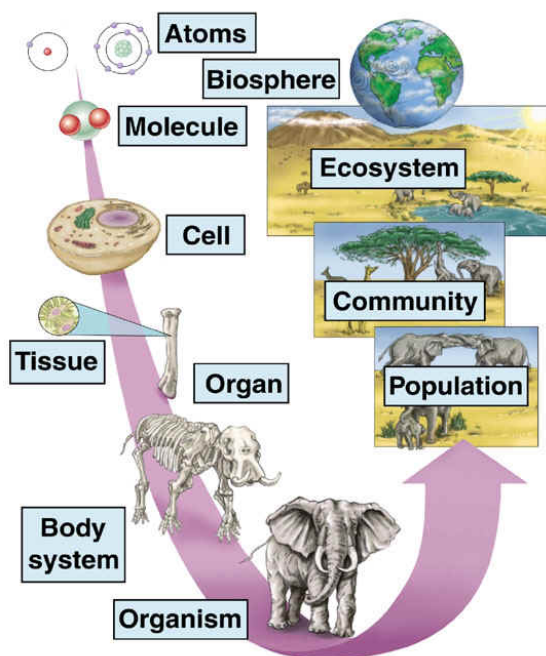 Atoms
Biosphere
Molecule
Ecosystem
Cell
Community
Tissue
Organ
Population
Body
system
Organism